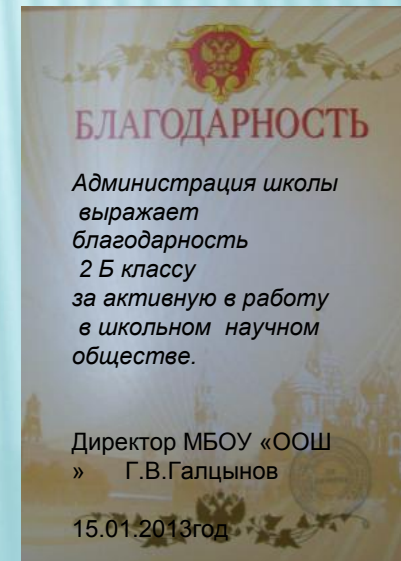 БЛАГОДАРНОСТЬ
Администрация школы
выражает
благодарность
2 Б классу
за активную в работу
в школьном научном
обществе.
Директор МБОУ «ООШ
» Г.В.Галцынов
15.01.2013год